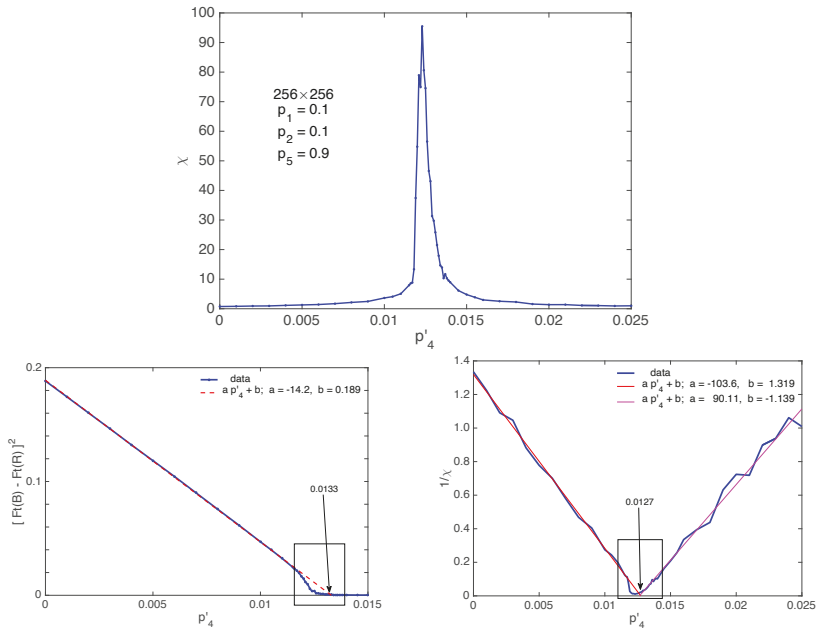 100
90
80
70
60
50
40
30
20
10
0
χ
256×256
p1 = 0.1
p2 = 0.1
p5 = 0.9
0 0.005 0.01 0.015 0.02 0.025
p'4
0.2
0.1
0
[ Ft(B) - Ft(R) ]2
data
a p'4 + b; a = -14.2, b = 0.189
0.0133
0 0.005 0.01 0.015
p'4
1.4
1.2
1.0
0.8
0.6
0.4
0.2
0
1/χ
data
a p'4 + b; a = -103.6, b = 1.319
a p'4 + b; a = 90.11, b = -1.139
0.0127
0 0.005 0.01 0.015 0.02 0.025
p'4